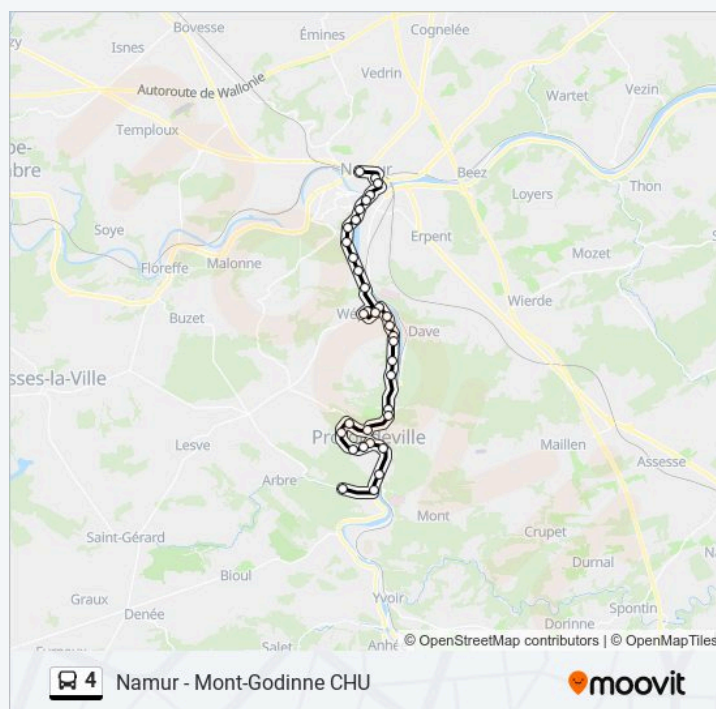 Bovesse
Cognelée
Émines
Isnes
Vedrin
Autoroute de Wallonie
Wartet
Vezin
Temploux
Beez
Thon
Loyers
Soye
Erpent
Floreffe
Malonne
Mozet
Wierde
Buzet
Dave
Lesve
Maillen
Assesse
Arbre
Mont
Crupet
Saint-Gérard
Durnal
Bioul
Graux
Yvoir
Spontin
Denée
Dorinne
Salet
© OpenStreetMap contributors | © OpenMapTiles
4 Namur - Mont-Godinne CHU
moovit